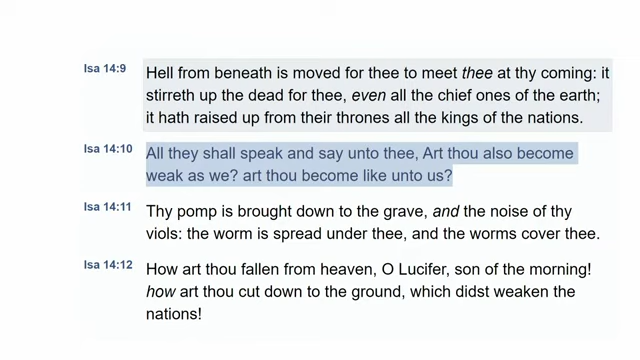 Isa 14:9
Hell from beneath is moved for thee to meet thee at thy coming: it
stirreth up the dead for thee, even all the chief ones of the earth;
it hath raised up from their thrones all the kings of the nations.
Isa 14:10
All they shall speak and say unto thee, Art thou also become
weak as we? art thou become like unto us?
Isa 14:11
Thy pomp is brought down to the grave, and the noise of thy
viols: the worm is spread under thee, and the worms cover thee.
Isa 14:12
How art thou fallen from heaven, O Lucifer, son of the morning!
how art thou cut down to the ground, which didst weaken the
nations!